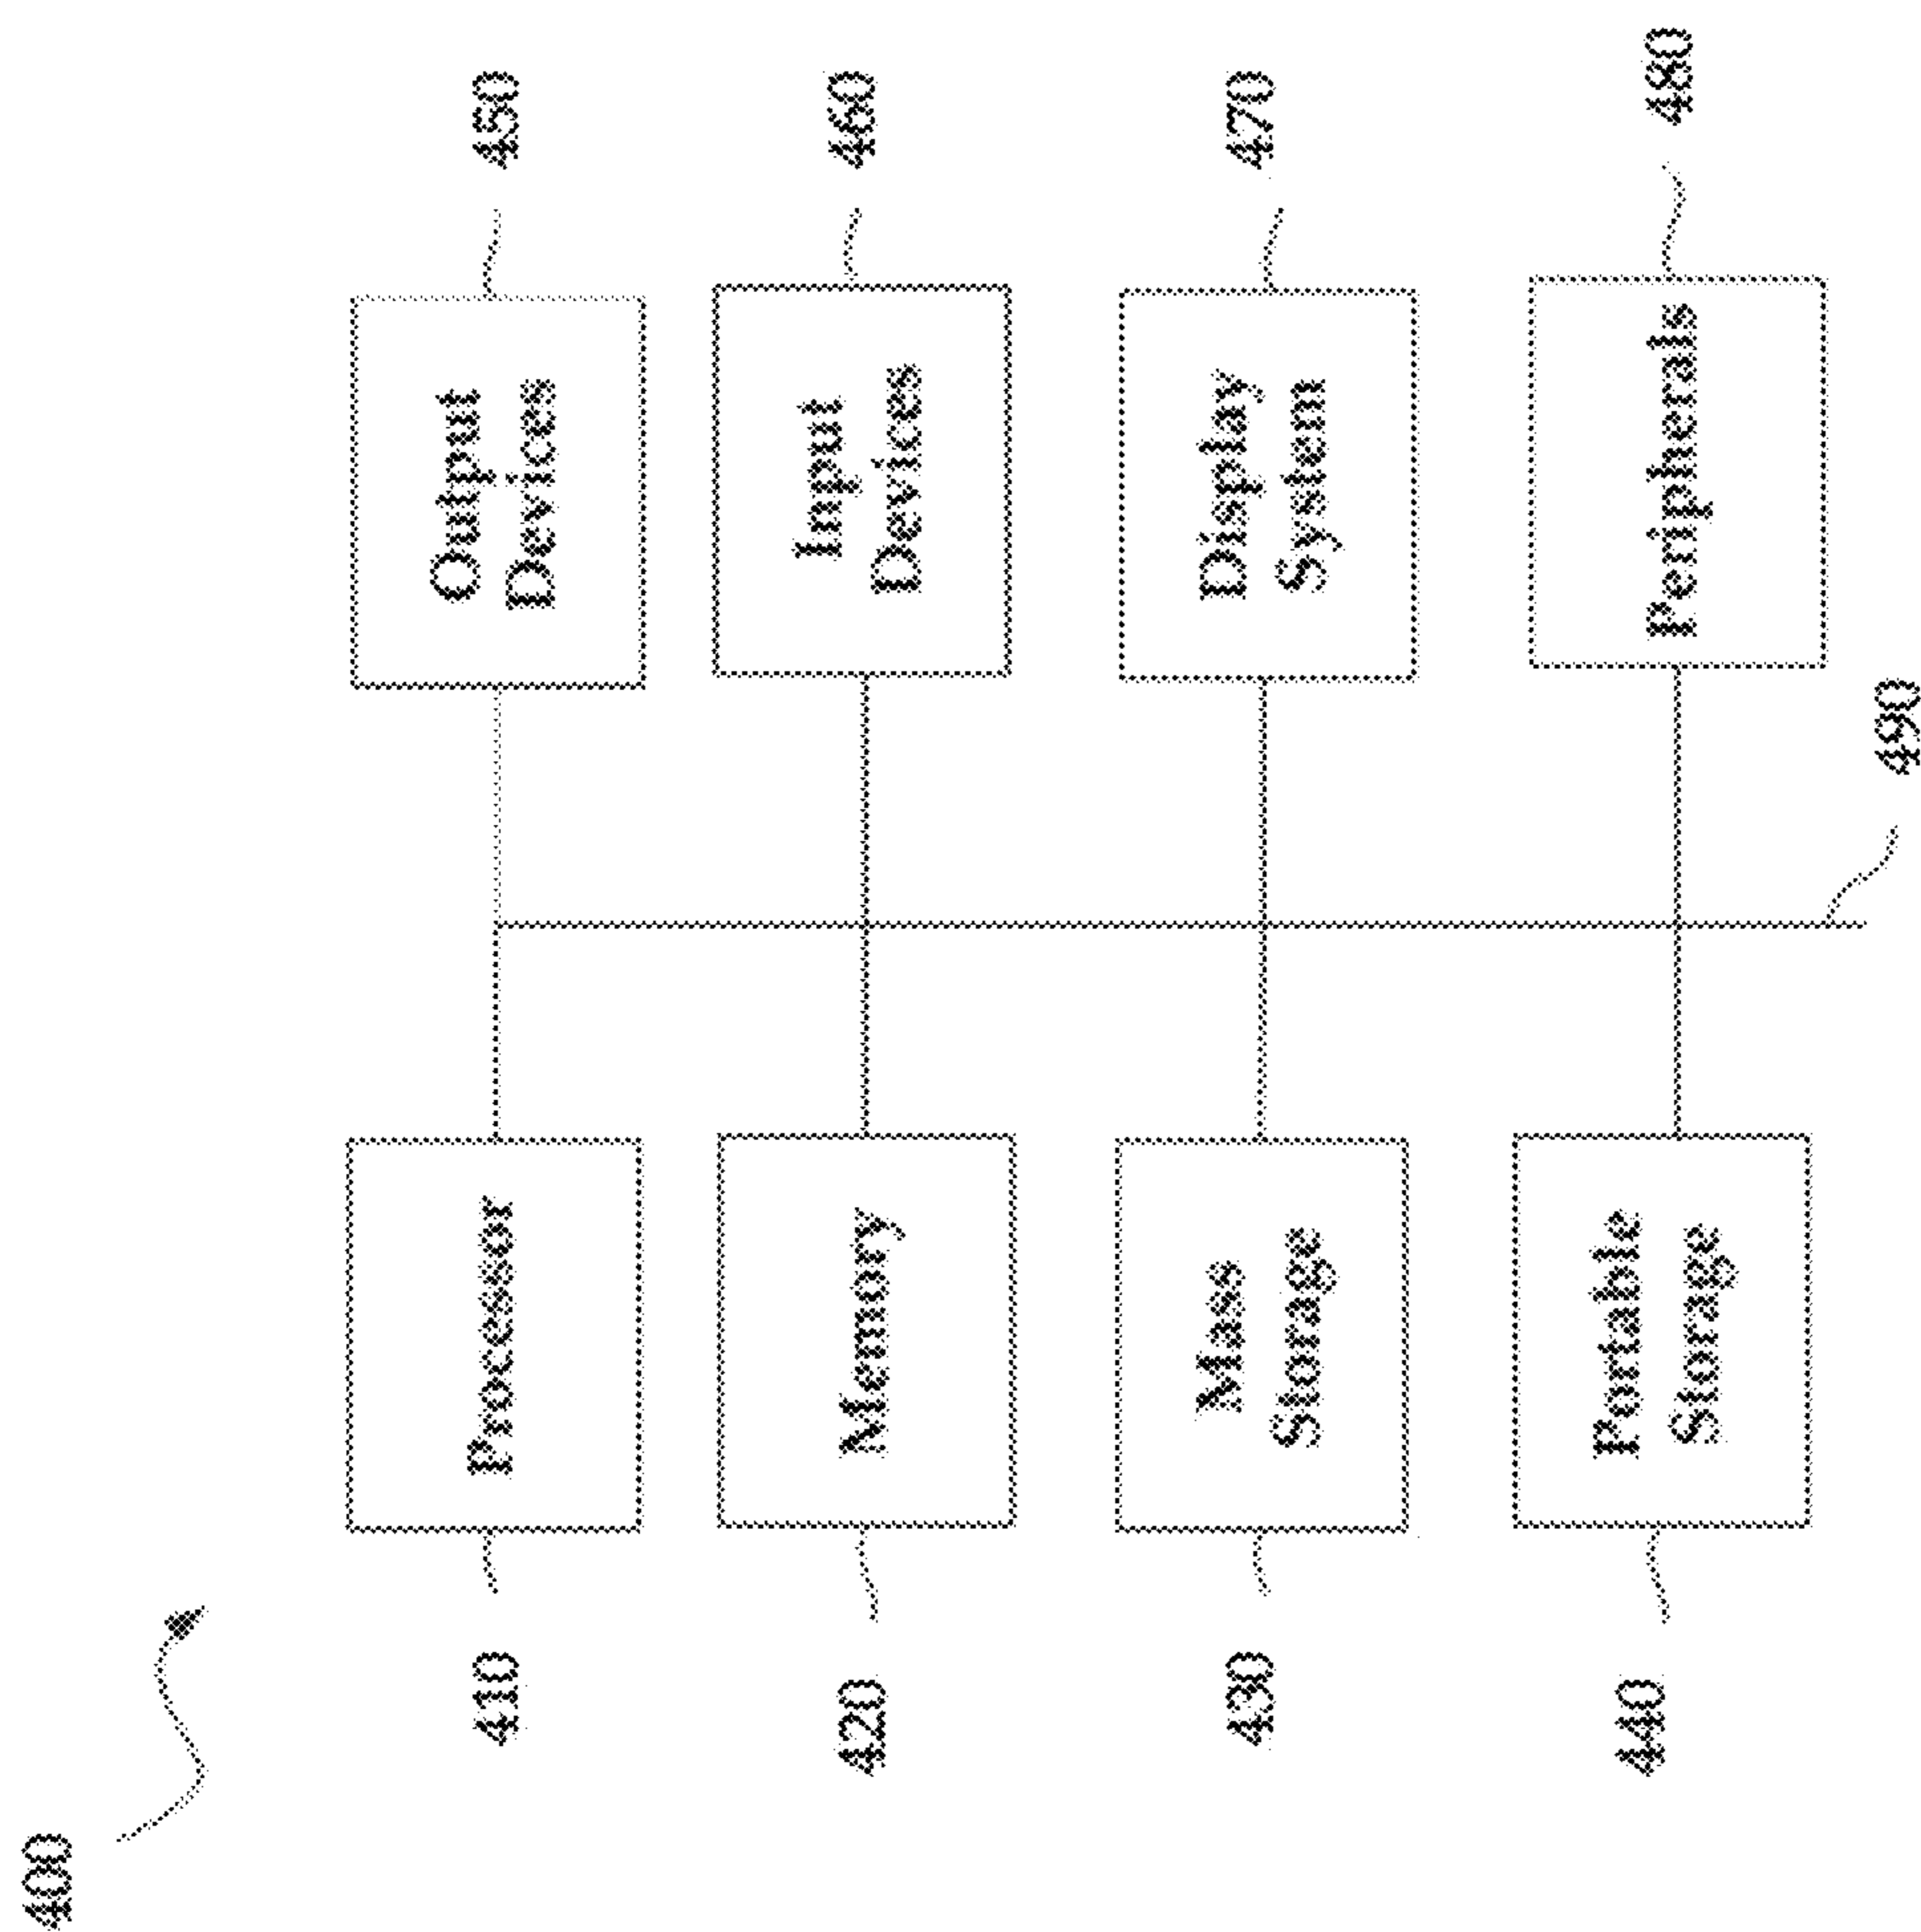 400
410
Processor
Output
Devices
450
420
Memory
Input
Devices
460
430
Mass
Storage
Display
System
470
440
Portable
Storage
Peripherals
480
490